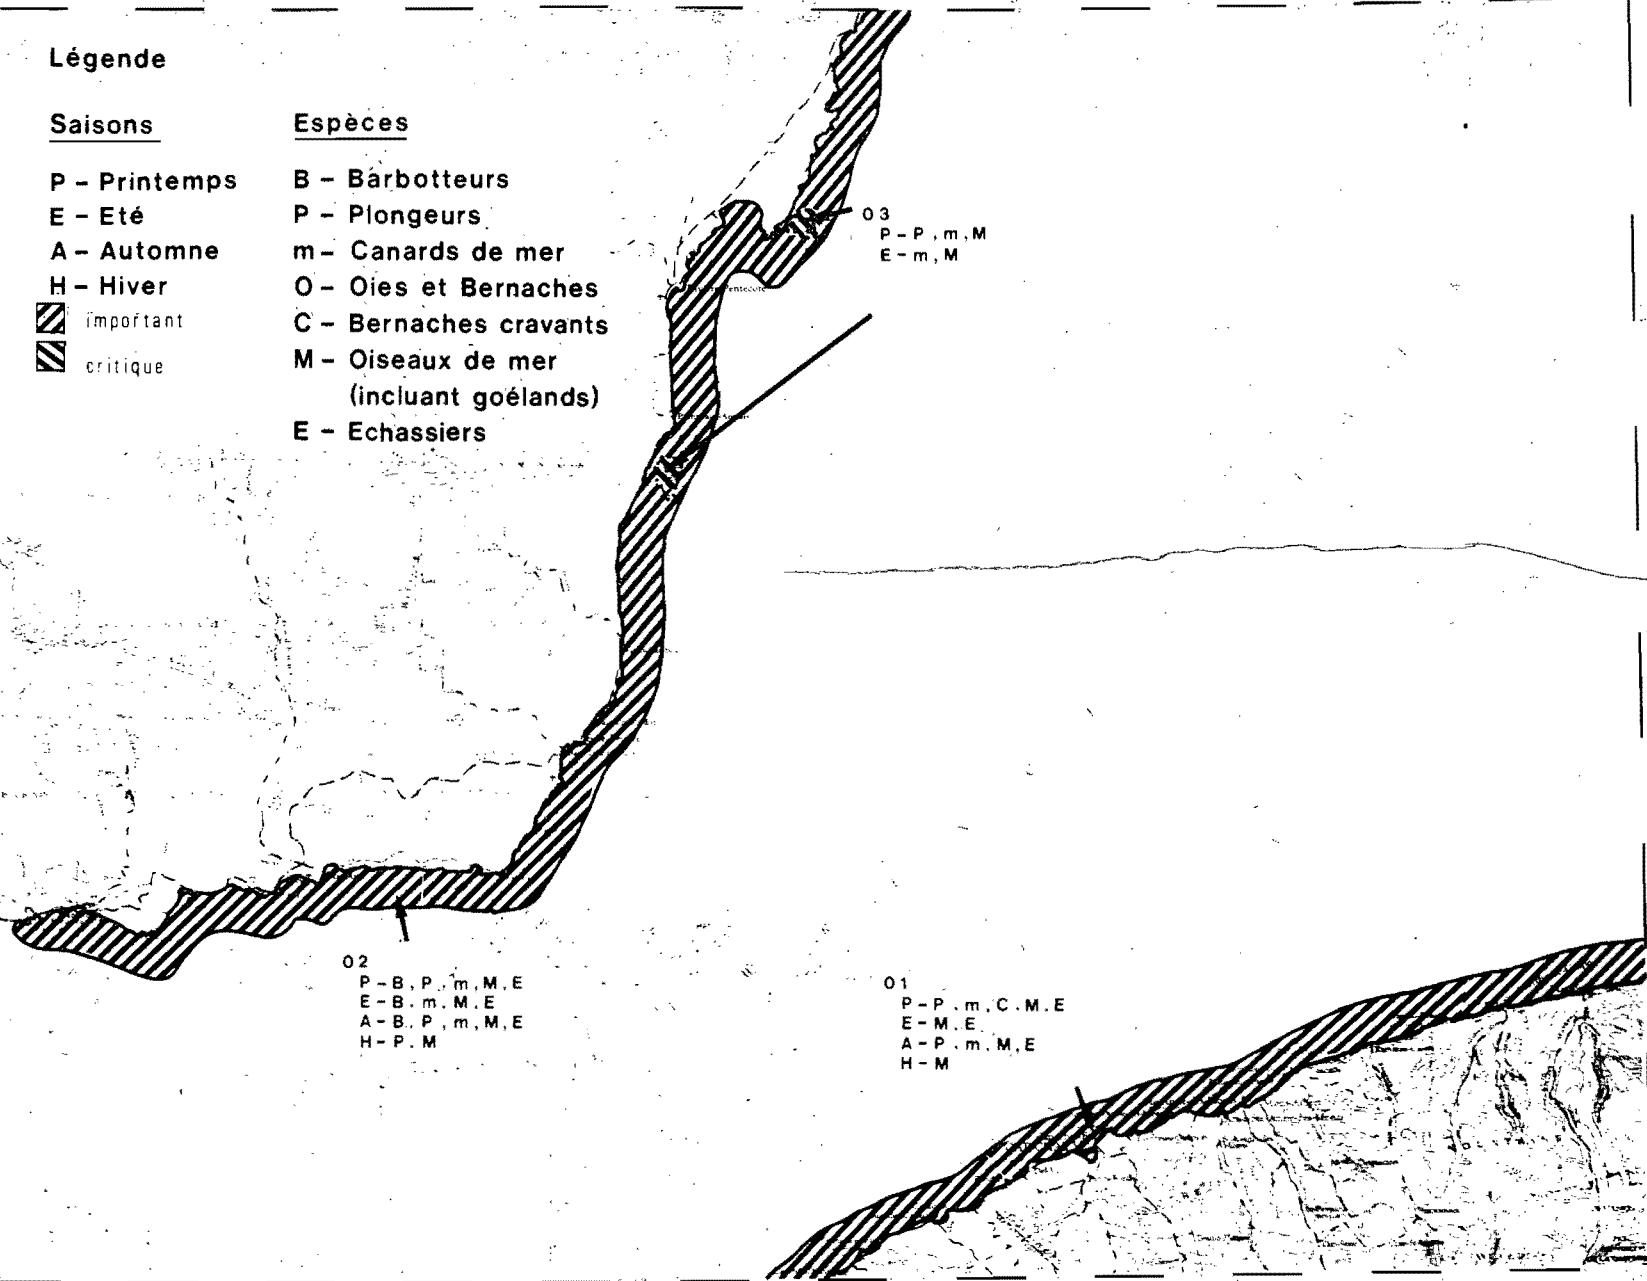 Légende
Saisons
P - Printemps
E - Eté
A - Automne
H - Hiver
important
critique
Espèces
B - Barbotteurs
P - Plongeurs
m - Canards de mer
O - Oies et Bernaches
C - Bernaches cravants
M - Oiseaux de mer
(incluant goélands)
E - Echassiers
03
P - P, m, M
E - m, M
02
P - B, P, m, M, E
E - B. m. M. E
A - B. P, m, M, E
H - P. M
01
P - P. m. C. M. E
E - M. E
A - P. m. M, E
H - M